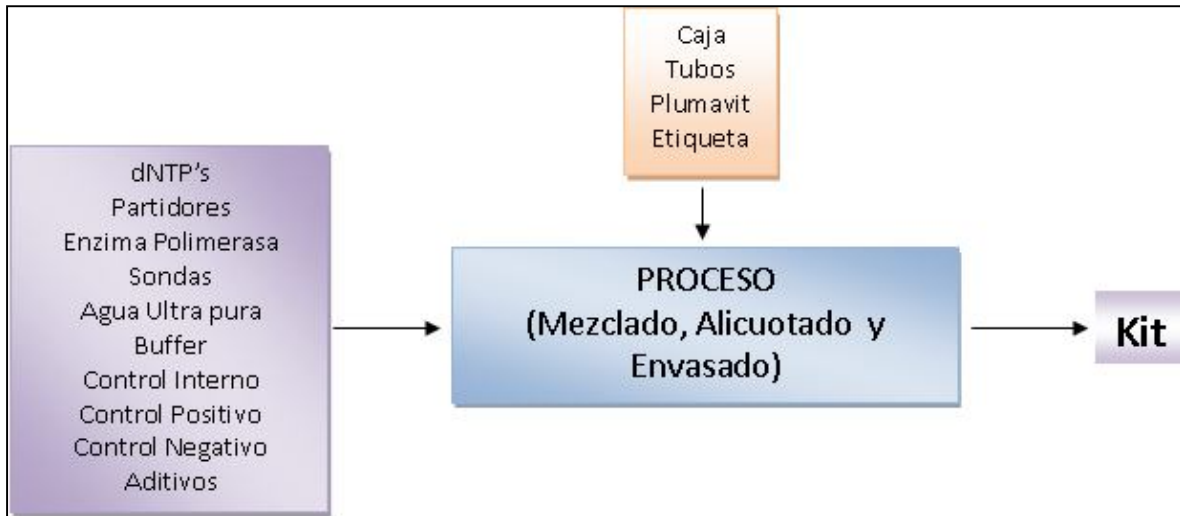 Caja
Tubos
Plumavit
Etiqueta
dNTP's
Partidores
Enzima Polimerasa
Sondas
Agua Ultra pura
Buffer
Control Interno
Control Positivo
Control Negativo
Aditivos
PROCESO
(Mezclado, Alicuotado y
Envasado)
Kit